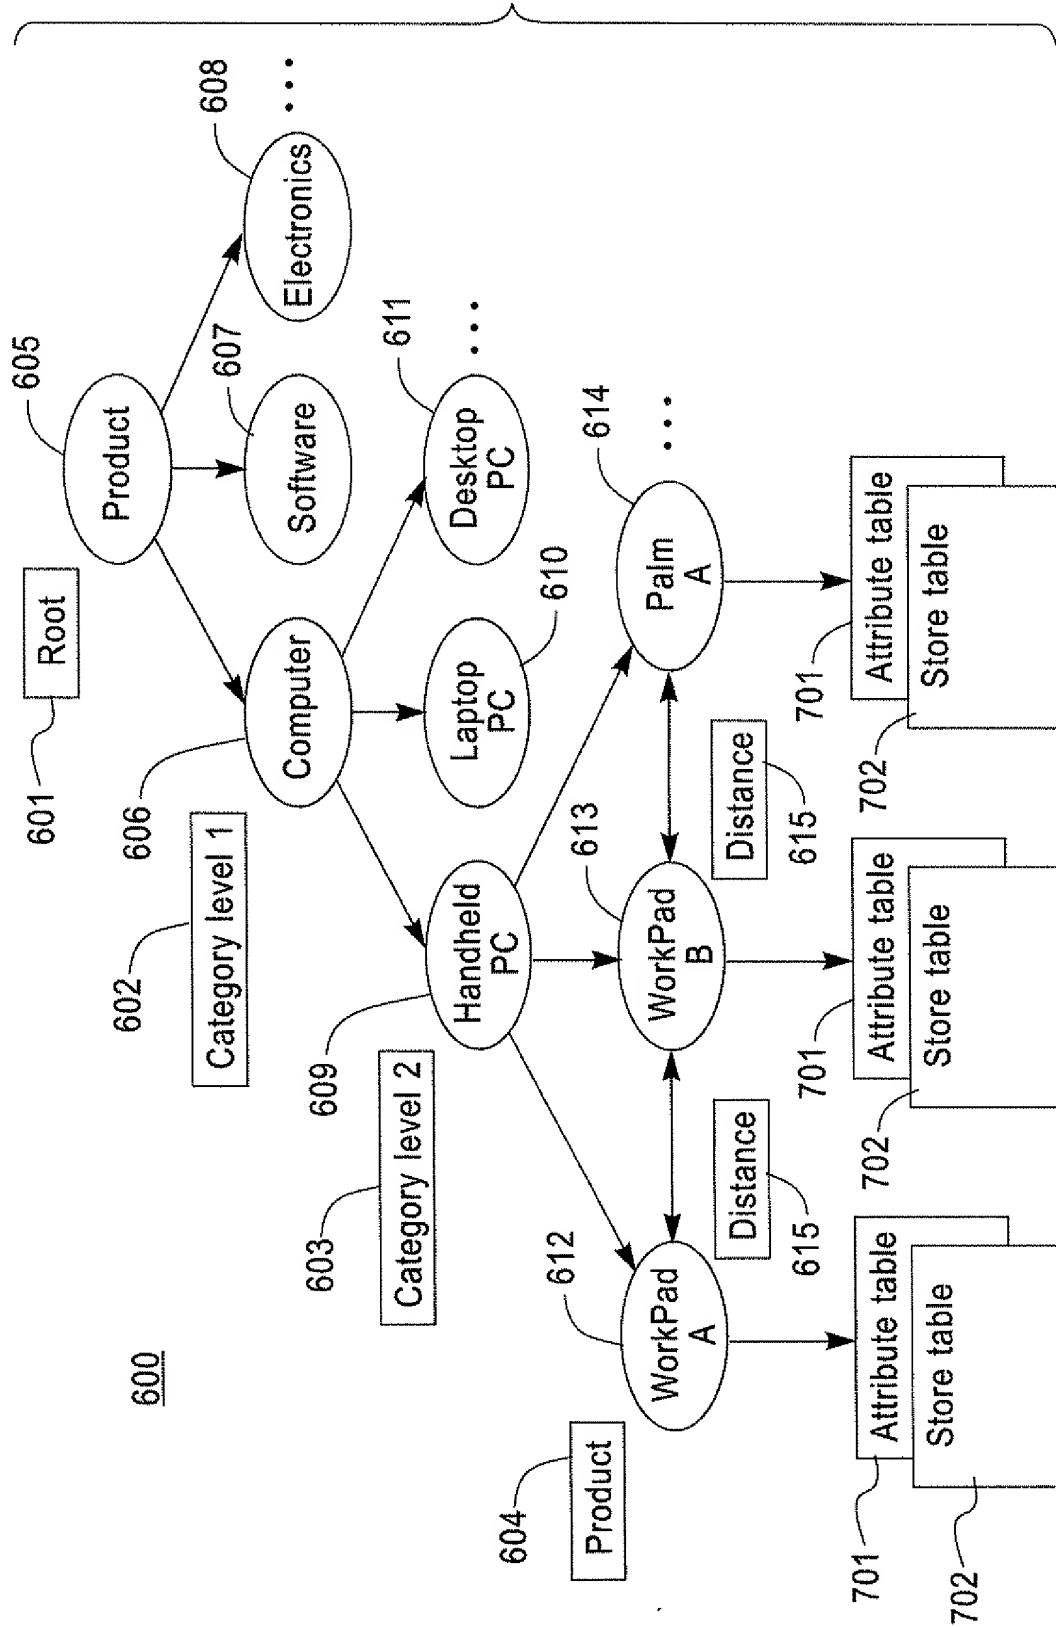 600
601
Root
605
Product
602
Category level 1
606
Computer
607
Software
608
Electronics
...
603
Category level 2
609
Handheld
PC
610
Laptop
PC
611
Desktop
PC
...
604
Product
612
WorkPad
A
613
WorkPad
B
614
Palm
A
...
Distance
615
Distance
615
701
Attribute table
702
Store table
701
Attribute table
702
Store table
701
Attribute table
702
Store table